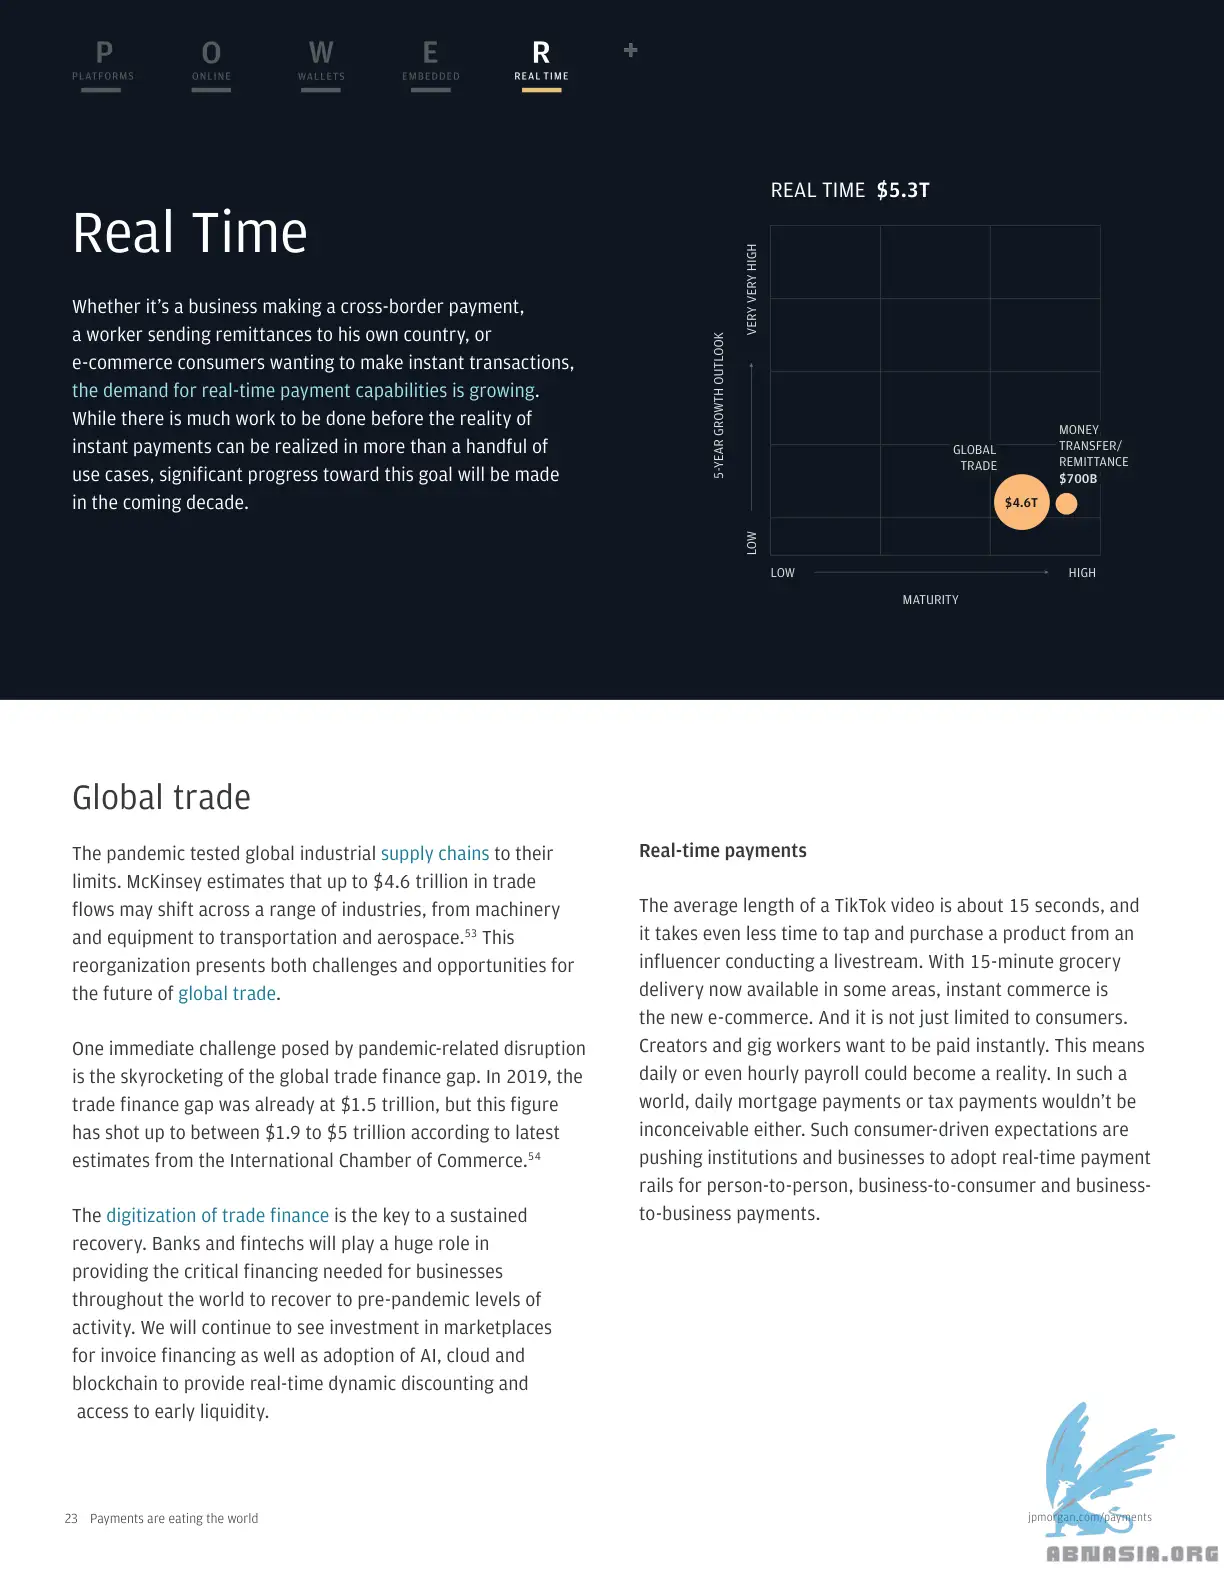 P
PLATFORMS
O
ONLINE
W
WALLETS
E
EMBEDDED
R
REAL TIME
+
Real Time
Whether it’s a business making a cross-border payment,
a worker sending remittances to his own country, or
e-commerce consumers wanting to make instant transactions,
the demand for real-time payment capabilities is growing.
While there is much work to be done before the reality of
instant payments can be realized in more than a handful of
use cases, significant progress toward this goal will be made
in the coming decade.
REAL TIME $5.3T
VERY VERY HIGH
5-YEAR GROWTH OUTLOOK
LOW
GLOBAL
TRADE
$4.6T
MONEY
TRANSFER/
REMITTANCE
$700B
LOW
HIGH
MATURITY
Global trade
The pandemic tested global industrial supply chains to their
limits. McKinsey estimates that up to $4.6 trillion in trade
flows may shift across a range of industries, from machinery
and equipment to transportation and aerospace.53 This
reorganization presents both challenges and opportunities for
the future of global trade.
One immediate challenge posed by pandemic-related disruption
is the skyrocketing of the global trade finance gap. In 2019, the
trade finance gap was already at $1.5 trillion, but this figure
has shot up to between $1.9 to $5 trillion according to latest
estimates from the International Chamber of Commerce.54
The digitization of trade finance is the key to a sustained
recovery. Banks and fintechs will play a huge role in
providing the critical financing needed for businesses
throughout the world to recover to pre-pandemic levels of
activity. We will continue to see investment in marketplaces
for invoice financing as well as adoption of AI, cloud and
blockchain to provide real-time dynamic discounting and
access to early liquidity.
Real-time payments
The average length of a TikTok video is about 15 seconds, and
it takes even less time to tap and purchase a product from an
influencer conducting a livestream. With 15-minute grocery
delivery now available in some areas, instant commerce is
the new e-commerce. And it is not just limited to consumers.
Creators and gig workers want to be paid instantly. This means
daily or even hourly payroll could become a reality. In such a
world, daily mortgage payments or tax payments wouldn’t be
inconceivable either. Such consumer-driven expectations are
pushing institutions and businesses to adopt real-time payment
rails for person-to-person, business-to-consumer and business-
to-business payments.
23 Payments are eating the world
jpmorgan.com/payments
ABNASIA.ORG